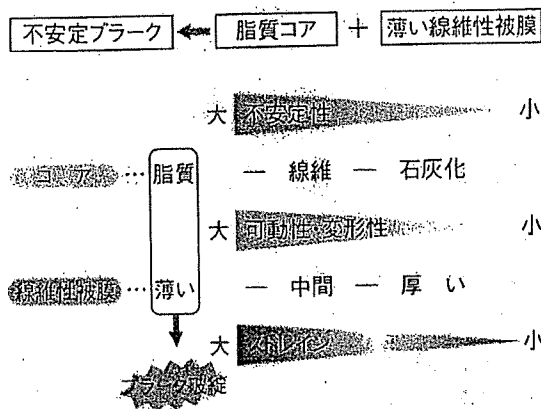 不安定プラーク ← 脂質コア + 薄い線維性被膜
大 不安定性 小
コア … 脂質 — 線維 — 石灰化
大 可動性・変形性 小
線維性被膜 … 薄い — 中間 — 厚い
大 ストレイン 小
プラーク破綻